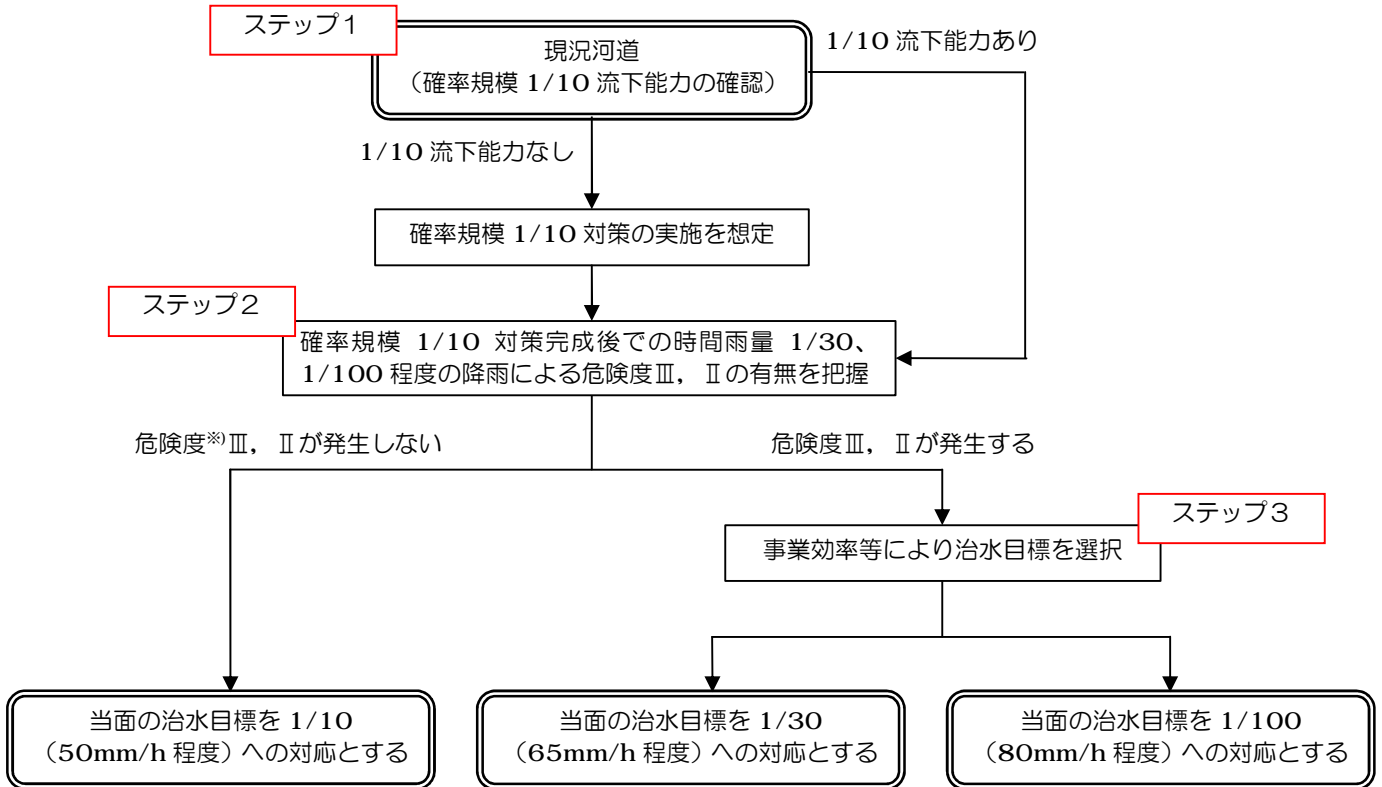 ステップ1
現況河道
(確率規模 1/10 流下能力の確認)
1/10 流下能力あり
1/10 流下能力なし
確率規模 1/10 対策の実施を想定
ステップ2
確率規模 1/10 対策完成後での時間雨量 1/30、
1/100 程度の降雨による危険度Ⅲ，Ⅱの有無を把握
危険度※)Ⅲ，Ⅱが発生しない
危険度Ⅲ，Ⅱが発生する
ステップ3
事業効率等により治水目標を選択
当面の治水目標を 1/10
(50mm/h 程度)への対応とする
当面の治水目標を 1/30
(65mm/h 程度)への対応とする
当面の治水目標を 1/100
(80mm/h 程度)への対応とする